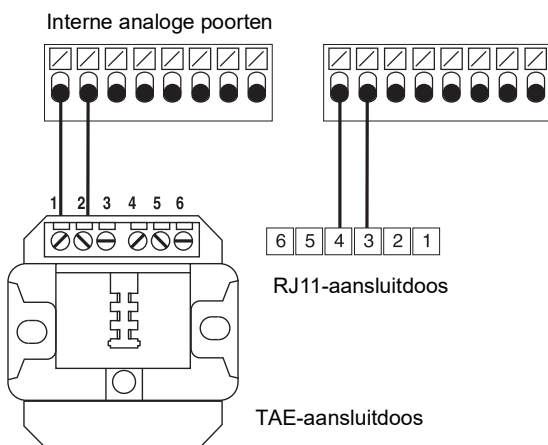 Interne analoge poorten
1 2 3 4 5 6
6 5 4 3 2 1
RJ11-aansluitdoos
TAE-aansluitdoos